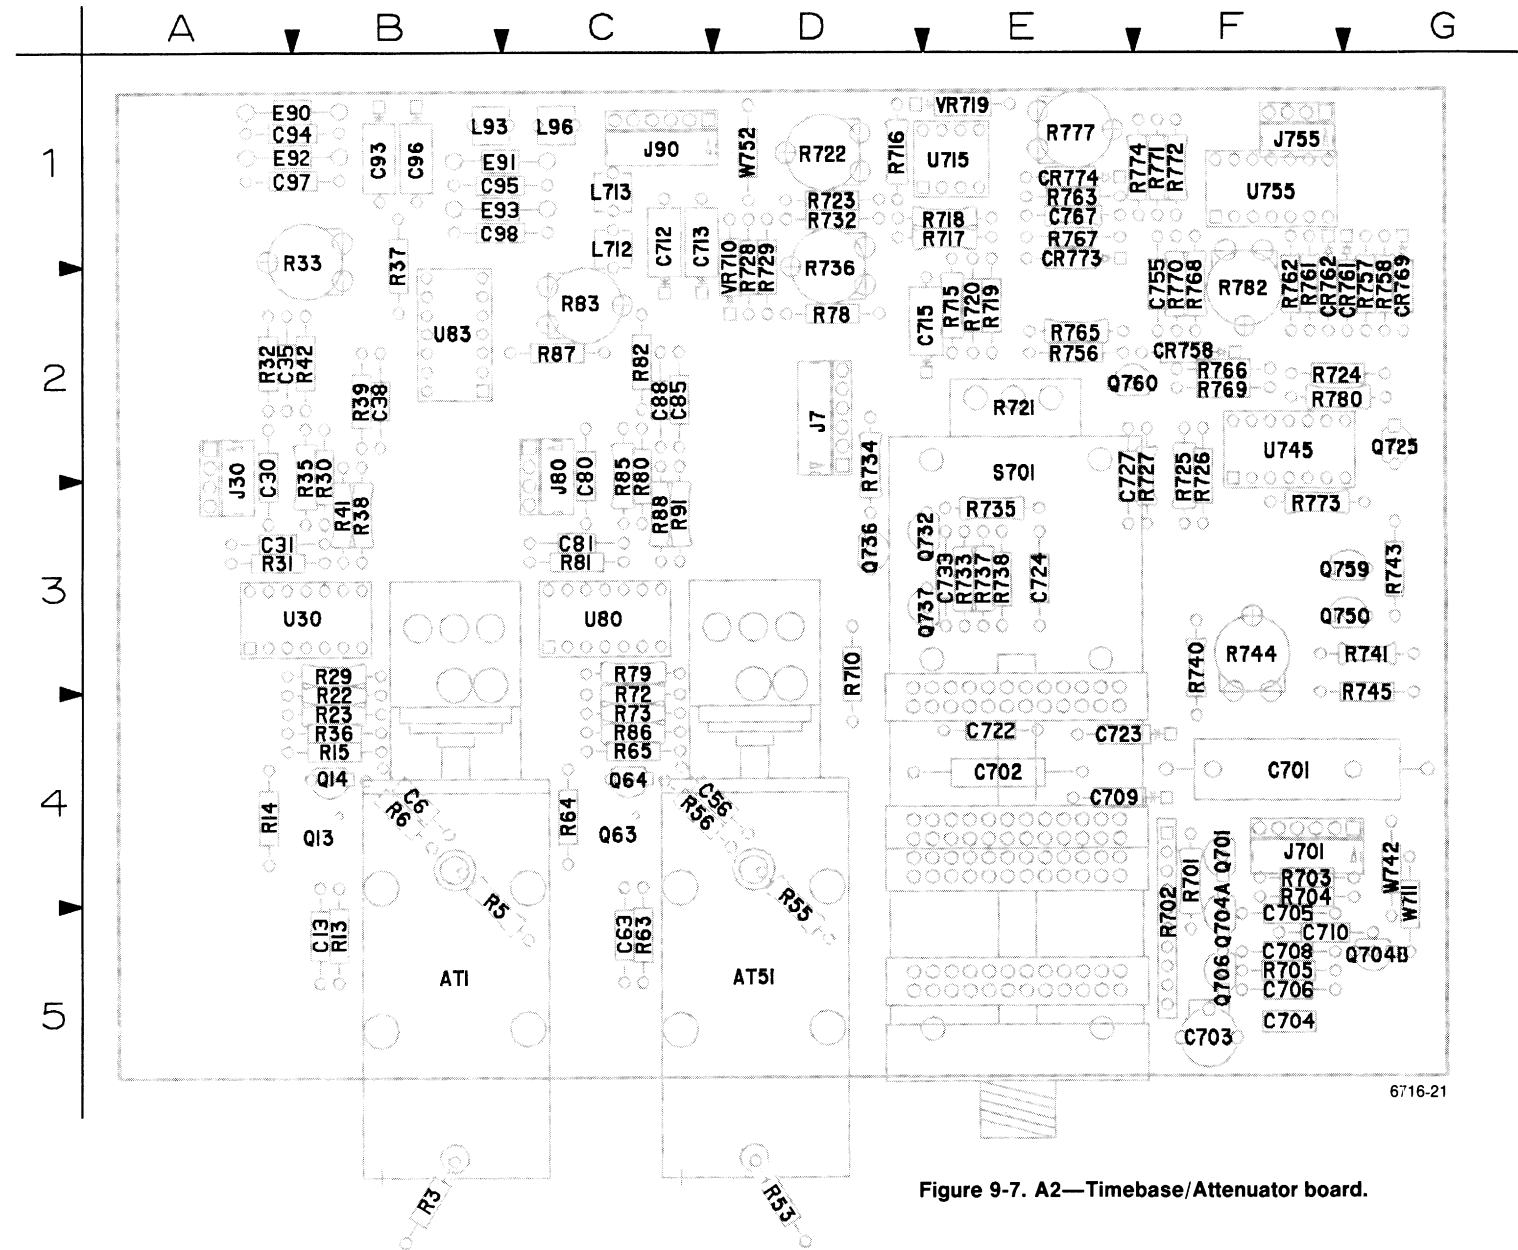 A B C D E F G
1
E90
C94
E92
C97
C93
C96
L93
L96
J90
E91
C95
E93
C98
L713
L712
C712
C713
W752
R722
R723
R732
VR710
R728
R729
R736
R78
R716
VR719
U715
R718
R717
R777
CR774
R763
C767
R767
CR773
R774
R771
R772
J755
U755
R33
R37
U83
R83
R87
R82
C715
R715
R720
R719
R765
R756
C755
R770
R768
R782
R762
R761
CR762
CR761
R757
R758
CR769
2
R32
C35
R42
R39
C38
C88
C85
J7
R734
CR758
R766
R769
Q760
R721
R724
R780
U745
Q725
J30
C30
R35
R30
R41
R38
J80
C80
R85
R80
R88
R91
S701
C727
R727
R725
R726
R773
R735
Q732
Q736
C733
R733
R737
R738
C724
Q737
3
C31
R31
C81
R81
U30
U80
Q759
R743
Q750
R710
R740
R744
R741
R745
R29
R22
R23
R36
R15
R79
R72
R73
R86
R65
C722
C723
C702
C709
C701
4
Q14
R14
Q13
C6
R6
Q64
R64
Q63
C56
R56
R5
R55
J701
R703
R704
C705
C710
C708
R705
C706
C704
R702
R701
Q701
Q704A
Q706
C703
W742
W711
Q704B
C13
R13
C63
R63
AT1
AT51
5
6716-21
R3
R53
Figure 9-7. A2—Timebase/Attenuator board.